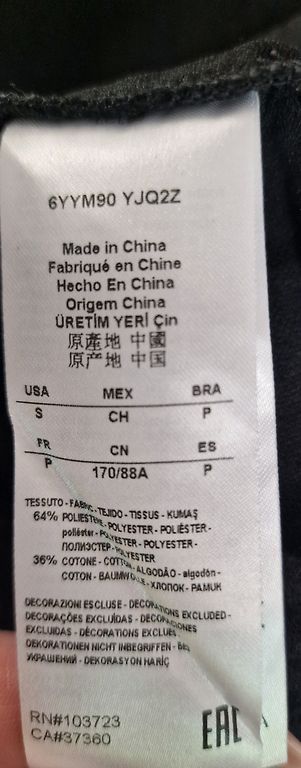 6YYM90 YJQ2Z
Made in China
Fabriqué en Chine
Hecho En China
Origem China
ÜRETİM YERİ Çin
原產地 中國
原产地 中国
USA MEX BRA
S CH P
FR CN ES
P 170/88A P
TESSUTO - FABRIC - TEJIDO - TISSUS - KUMAŞ
64% POLIESTERE - POLYESTER - POLIÈSTER -
poliéster - POLYESTER - POLYESTER -
ПОЛИЭСТЕР - POLYESTER
36% COTONE - COTTON - ALGODÃO - algodón -
COTON - BAUMWOLLE - ХЛОПОК - PAMUK
DECORAZIONI ESCLUSE - DECORATIONS EXCLUDED -
DECORAÇÕES EXCLUÍDAS - DECORACIONES
EXCLUIDAS - DÉCORATIONS EXCLUES
DEKORATIONEN NICHT INBEGRIFFEN - БЕЗ
УКРАШЕНИЙ - DEKORASYON HARİÇ
RN#103723
CA#37360
EAC